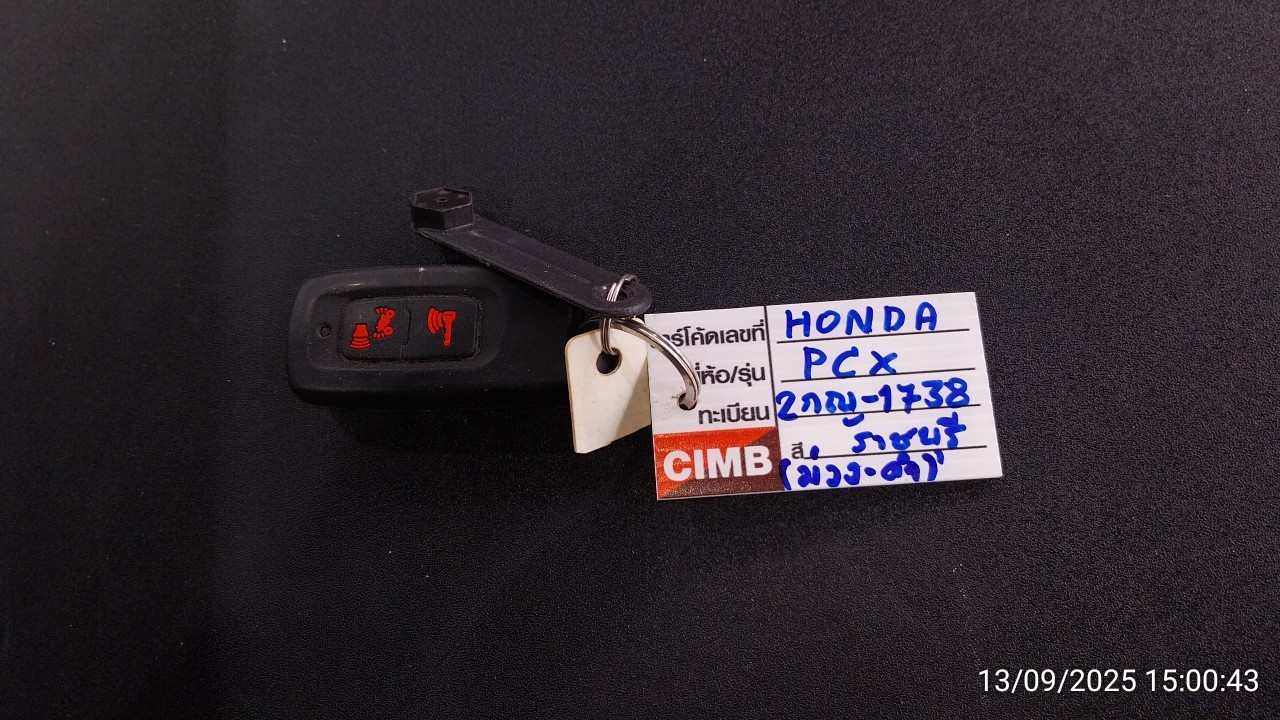 าร์โค้ดเลขที่ HONDA
ี่ห้อ/รุ่น PCX
ทะเบียน 2กญ-1738
สี ราชบุรี
CIMB (ม่วง-ดำ)
13/09/2025 15:00:43